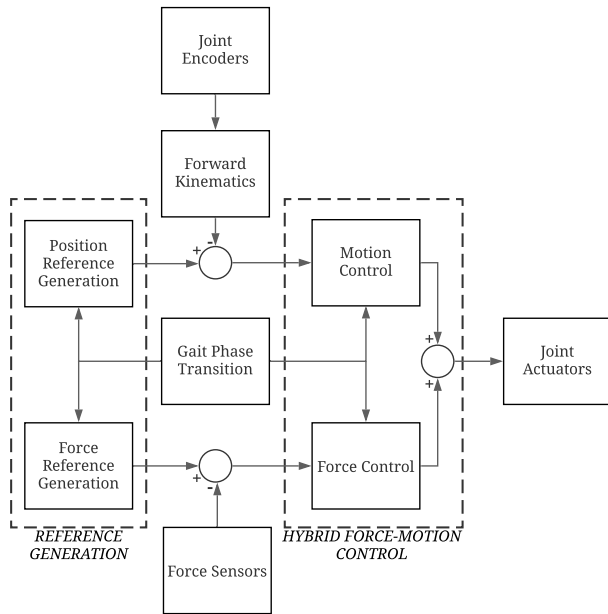 Joint
Encoders
Forward
Kinematics
Position
Reference
Generation
+
-
Motion
Control
Gait Phase
Transition
+
+
Joint
Actuators
Force
Reference
Generation
+
-
Force Control
REFERENCE
GENERATION
HYBRID FORCE-MOTION
CONTROL
Force Sensors